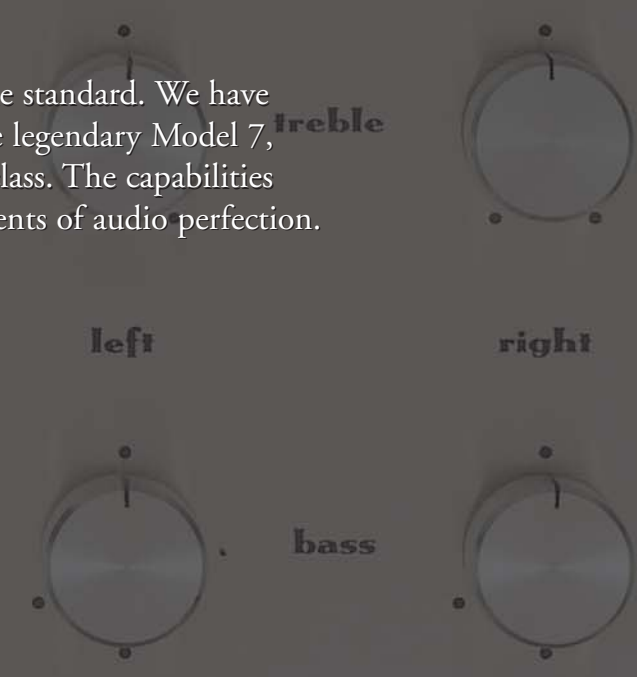 e standard. We have
treble
e legendary Model 7,
lass. The capabilities
ents of audio perfection.
left
right
bass